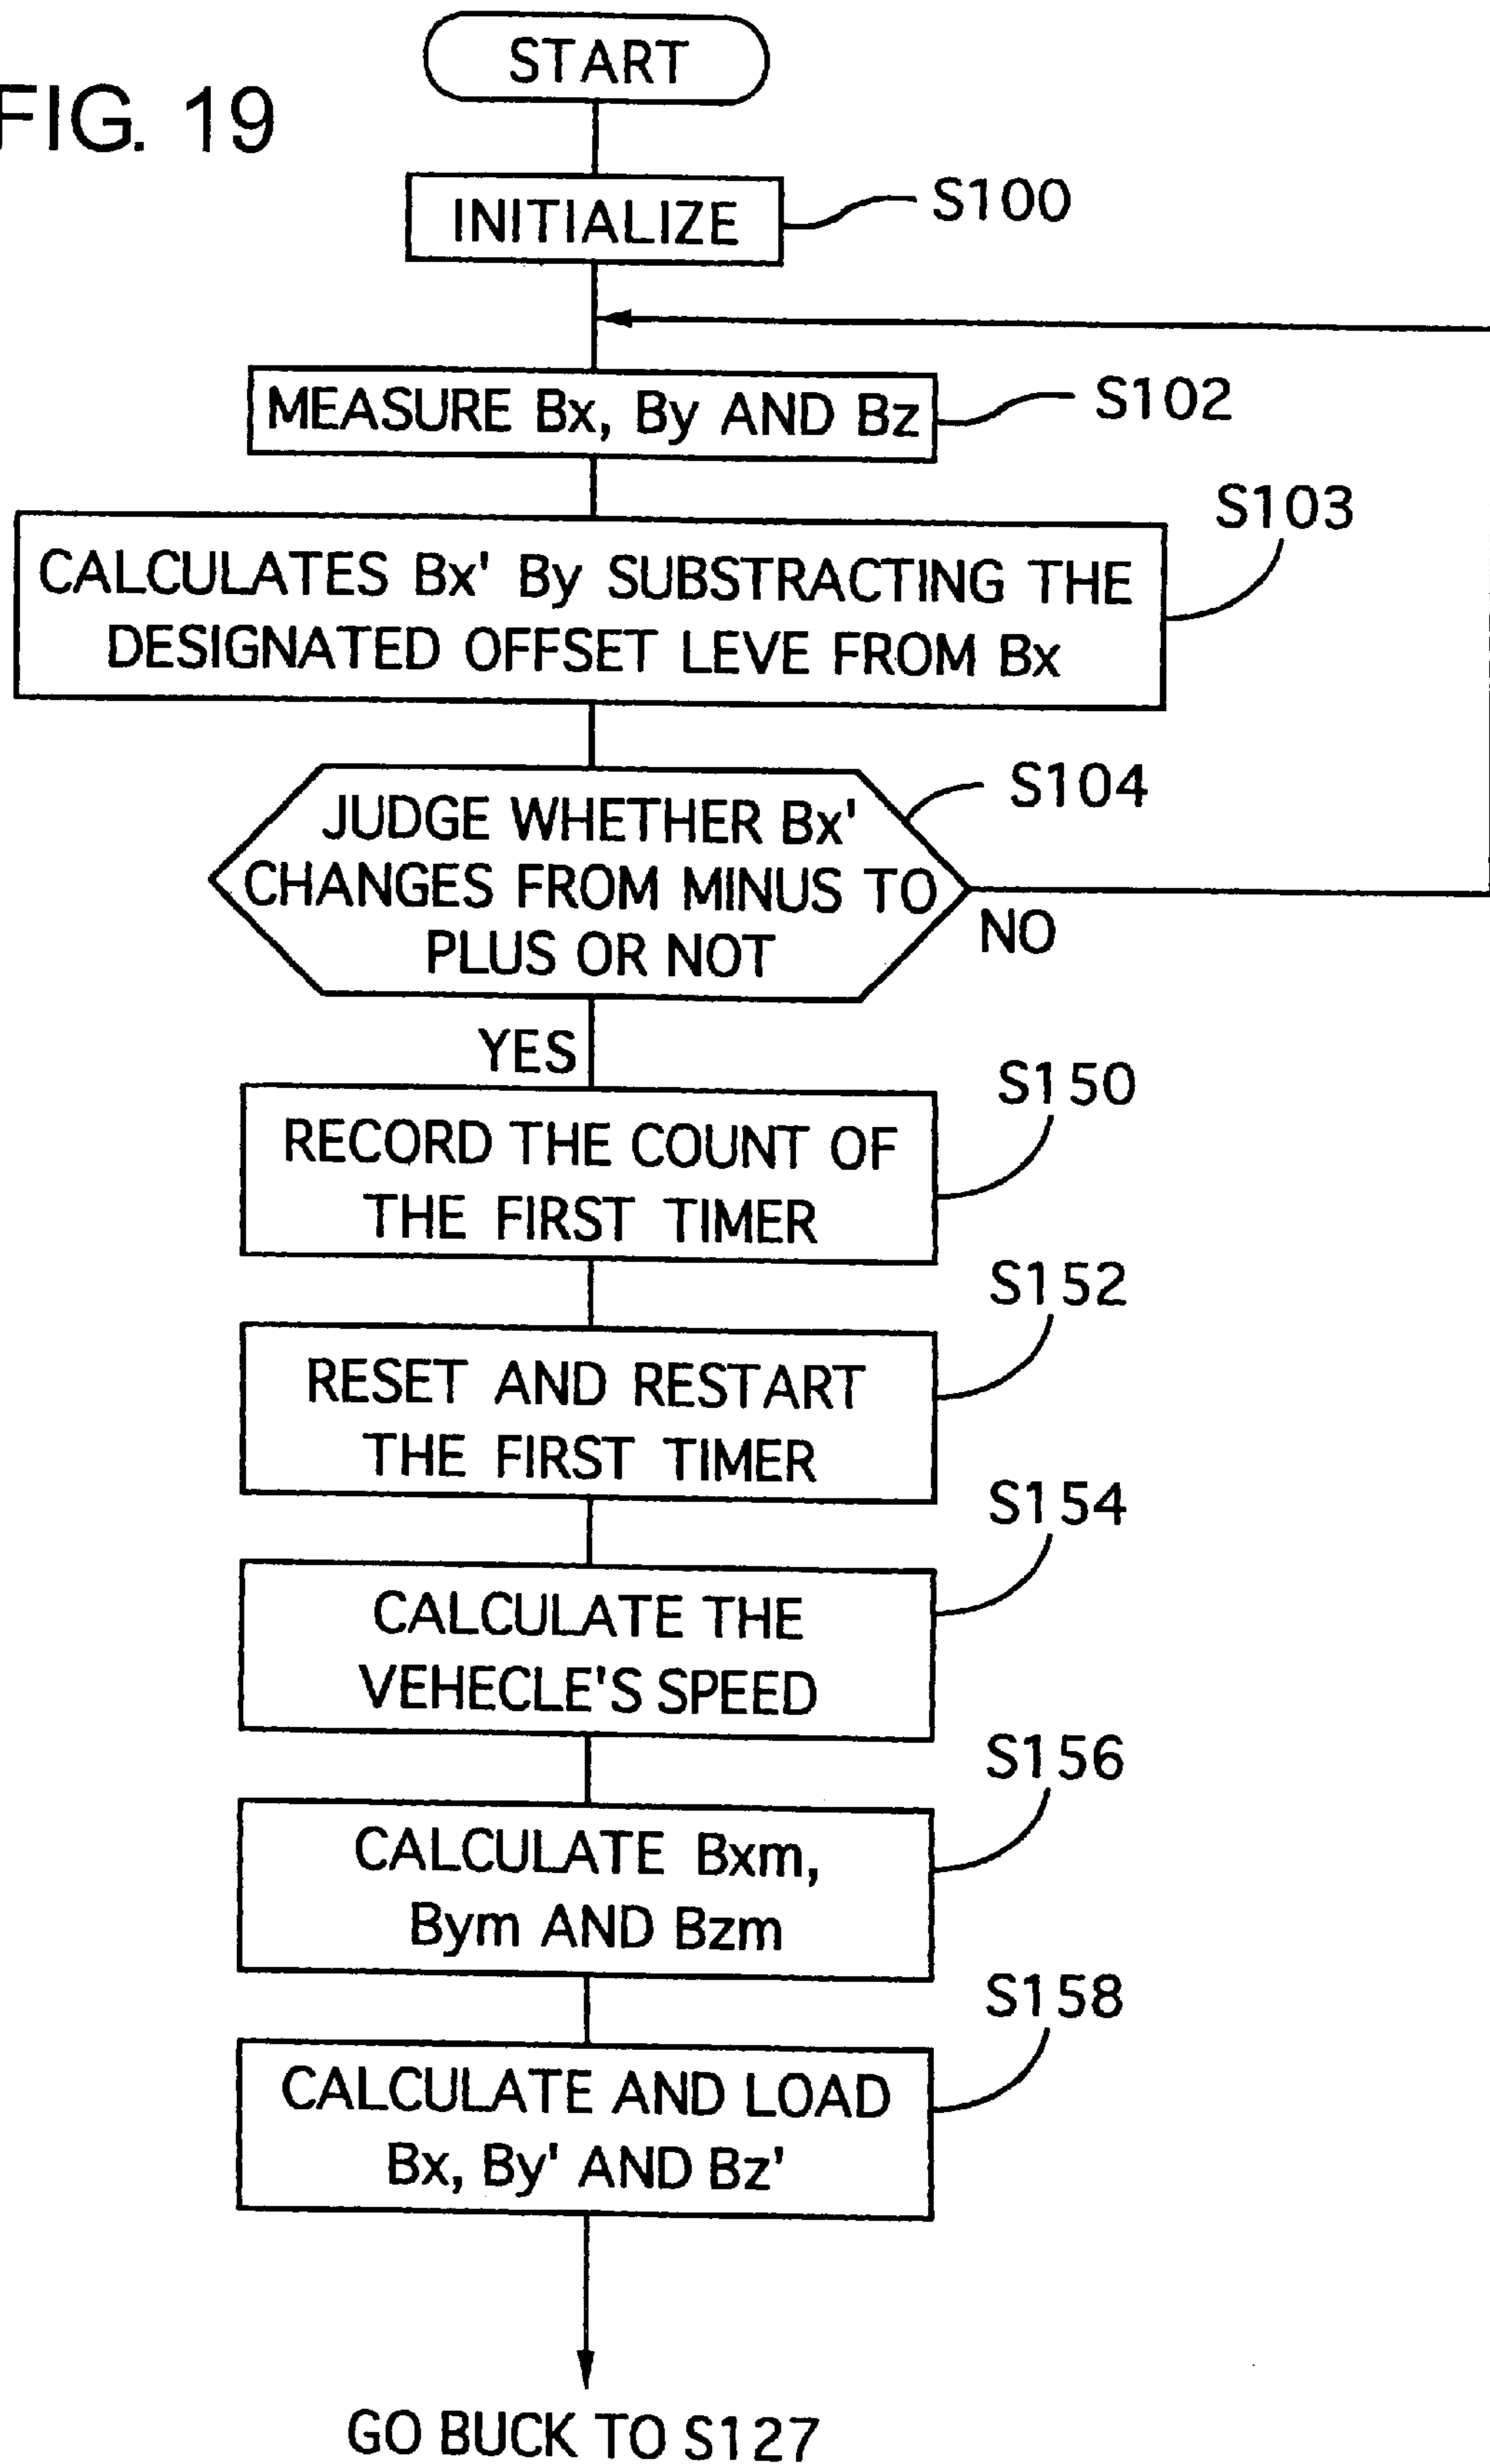 FIG. 19
START
INITIALIZE
S100
MEASURE Bx, By AND Bz
S102
S103
CALCULATES Bx' By SUBSTRACTING THE
DESIGNATED OFFSET LEVE FROM Bx
S104
JUDGE WHETHER Bx'
CHANGES FROM MINUS TO
PLUS OR NOT
NO
YES
S150
RECORD THE COUNT OF
THE FIRST TIMER
S152
RESET AND RESTART
THE FIRST TIMER
S154
CALCULATE THE
VEHECLE'S SPEED
S156
CALCULATE Bxm,
Bym AND Bzm
S158
CALCULATE AND LOAD
Bx, By' AND Bz'
GO BUCK TO S127